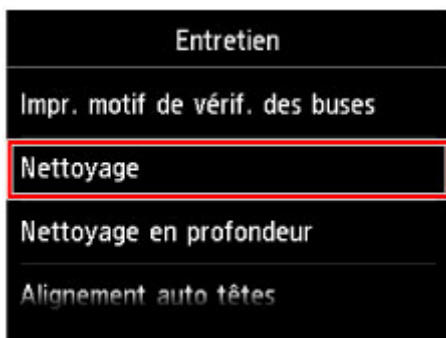 Entretien
Impr. motif de vérif. des buses
Nettoyage
Nettoyage en profondeur
Alignement auto têtes